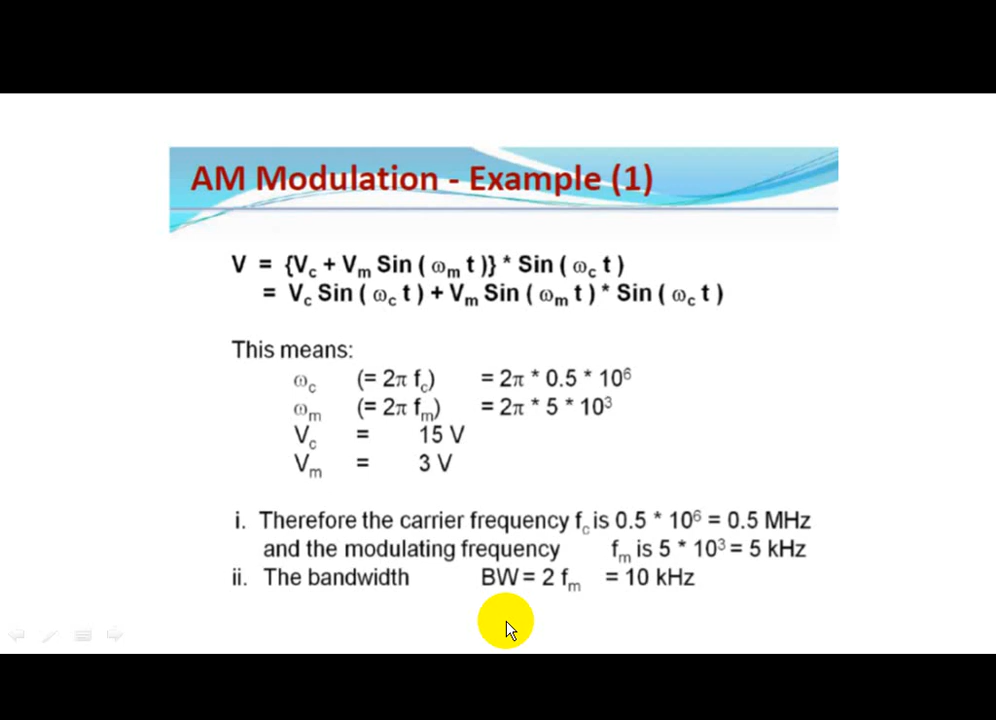 AM Modulation - Example (1)
V = {Vc + Vm Sin ( ωm t )} * Sin ( ωc t )
= Vc Sin ( ωc t ) + Vm Sin ( ωm t ) * Sin ( ωc t )
This means:
ωc (= 2π fc) = 2π * 0.5 * 10⁶
ωm (= 2π fm) = 2π * 5 * 10³
Vc = 15 V
Vm = 3 V
i. Therefore the carrier frequency fc is 0.5 * 10⁶ = 0.5 MHz
and the modulating frequency fm is 5 * 10³ = 5 kHz
ii. The bandwidth BW = 2 fm = 10 kHz